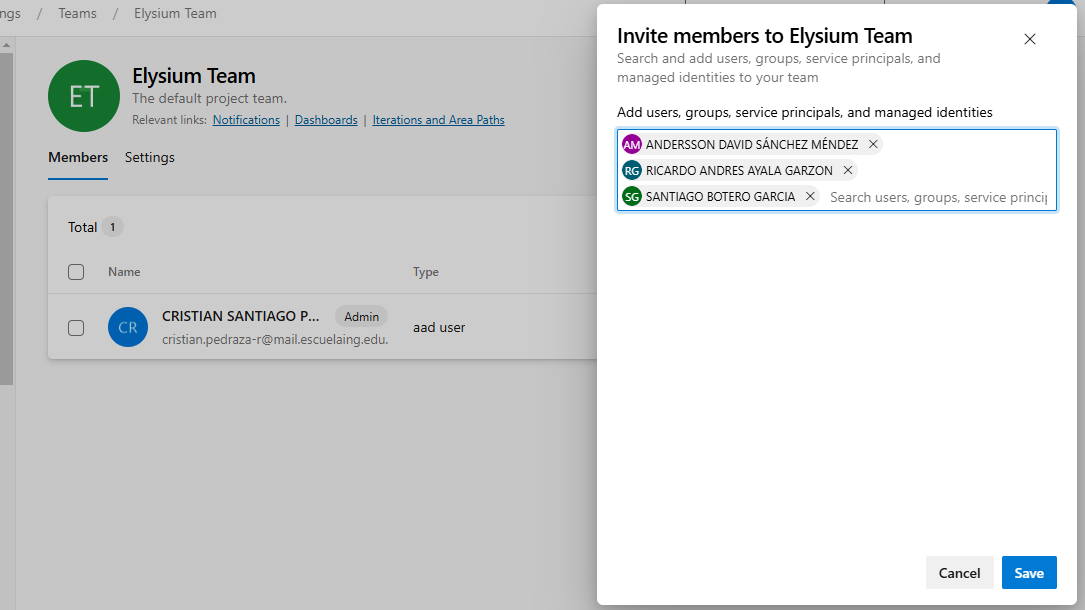 ngs / Teams / Elysium Team
ET
Elysium Team
The default project team.
Relevant links: Notifications | Dashboards | Iterations and Area Paths
Members Settings
Total 1
Name Type
CR
CRISTIAN SANTIAGO P... Admin
cristian.pedraza-r@mail.escuelaing.edu.
aad user
Invite members to Elysium Team
Search and add users, groups, service principals, and
managed identities to your team
Add users, groups, service principals, and managed identities
AM ANDERSSON DAVID SÁNCHEZ MÉNDEZ
RG RICARDO ANDRES AYALA GARZON
SG SANTIAGO BOTERO GARCIA Search users, groups, service princi
Cancel Save